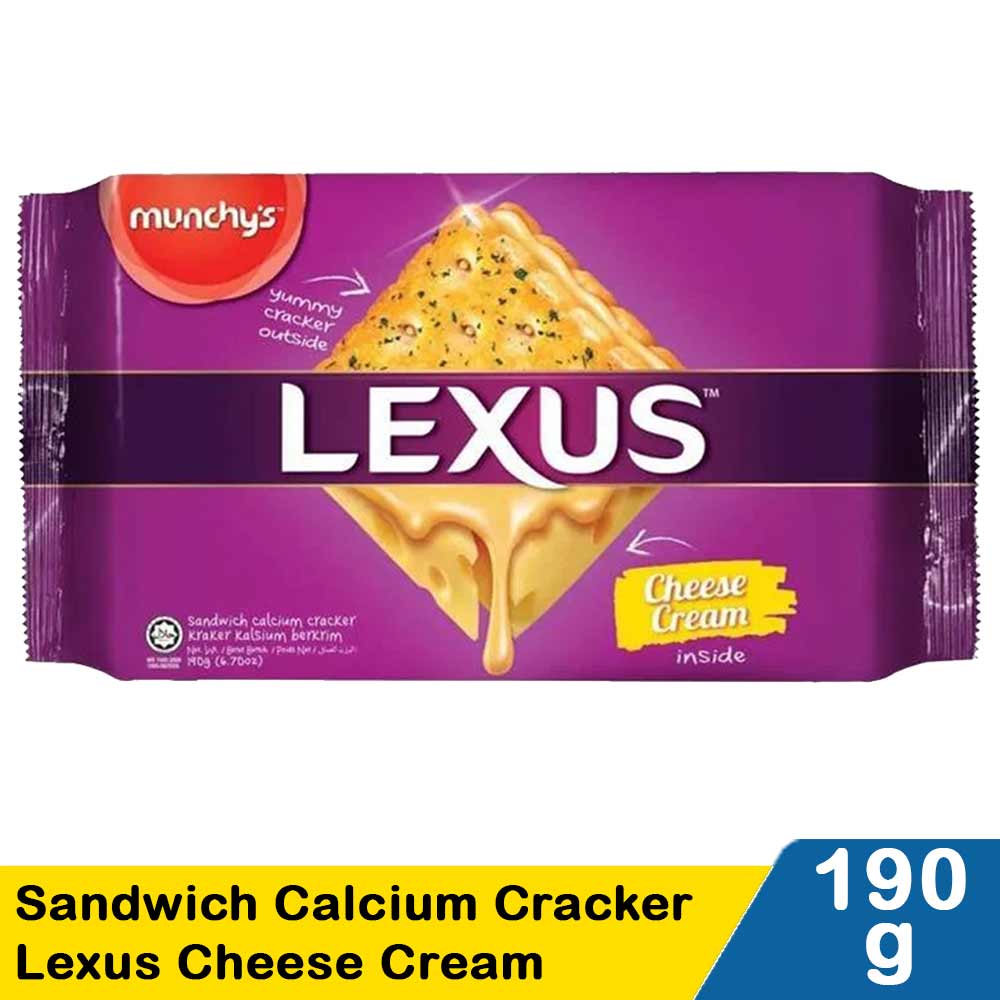 munchy's™
yummy
cracker
outside
LEXUS™
Cheese
Cream
inside
Sandwich calcium cracker
kraker kalsium berkrim
190g (6.70oz)
Sandwich Calcium Cracker
Lexus Cheese Cream
190
g